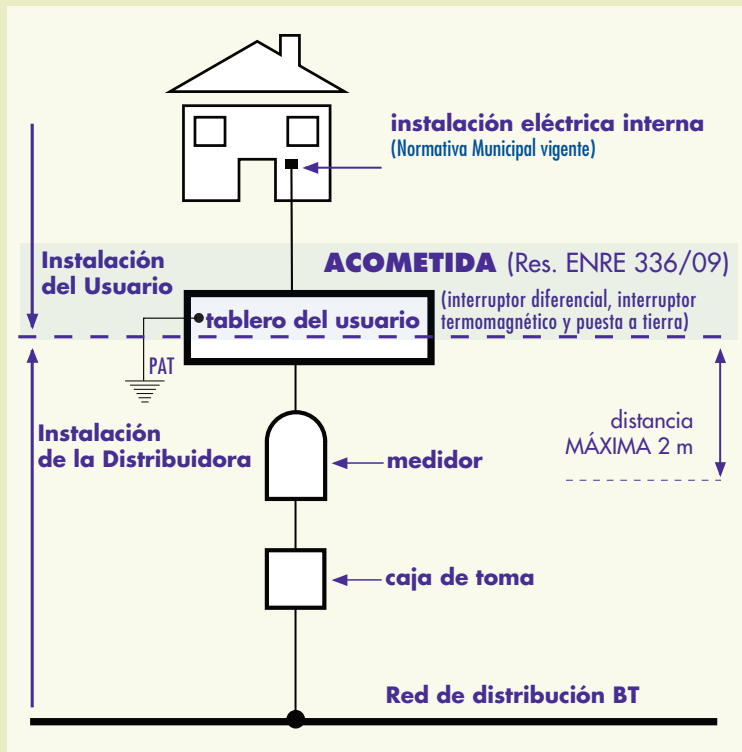 instalación eléctrica interna
(Normativa Municipal vigente)
Instalación
del Usuario
ACOMETIDA (Res. ENRE 336/09)
tablero del usuario
(interruptor diferencial, interruptor
termomagnético y puesta a tierra)
PAT
Instalación
de la Distribuidora
distancia
MÁXIMA 2 m
medidor
caja de toma
Red de distribución BT